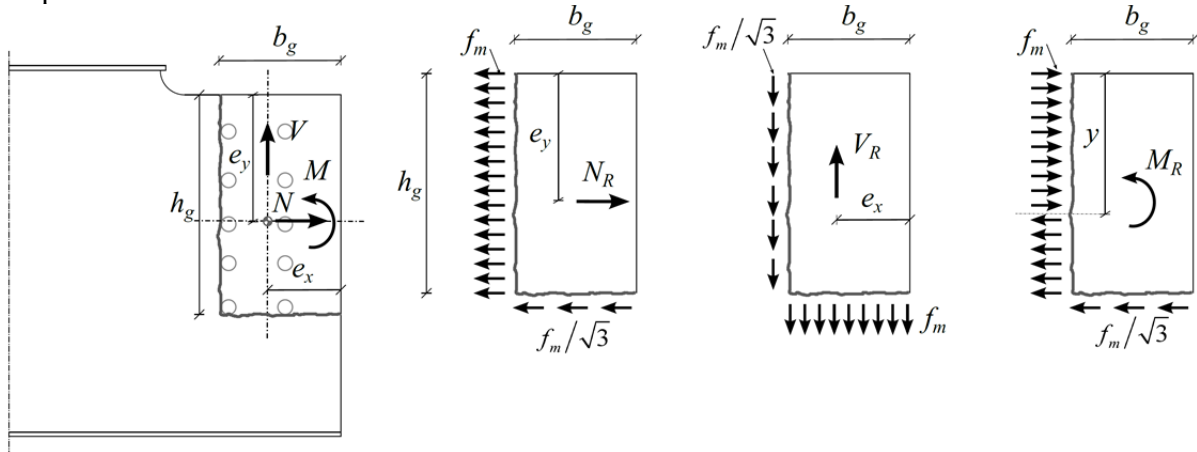 b_g
e_y
V
M
N
h_g
e_x
b_g
f_m
e_y
N_R
h_g
f_m/√3
b_g
f_m/√3
V_R
e_x
f_m
b_g
f_m
y
M_R
f_m/√3